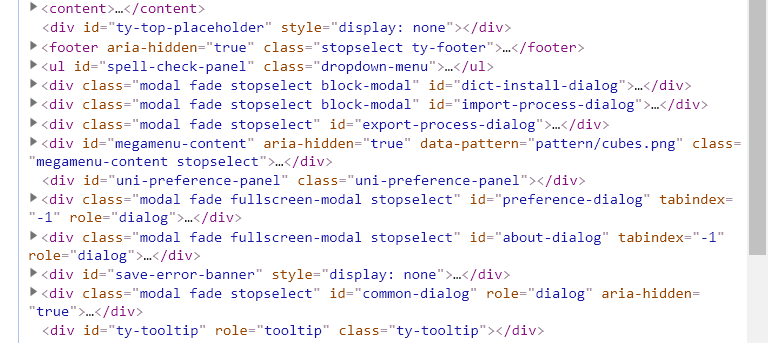 <content>…</content>
<div id="ty-top-placeholder" style="display: none"></div>
<footer aria-hidden="true" class="stopselect ty-footer">…</footer>
<ul id="spell-check-panel" class="dropdown-menu">…</ul>
<div class="modal fade stopselect block-modal" id="dict-install-dialog">…</div>
<div class="modal fade stopselect block-modal" id="import-process-dialog">…</div>
<div class="modal fade stopselect" id="export-process-dialog">…</div>
<div id="megamenu-content" aria-hidden="true" data-pattern="pattern/cubes.png" class=
"megamenu-content stopselect">…</div>
<div id="uni-preference-panel" class="uni-preference-panel"></div>
<div class="modal fade fullscreen-modal stopselect" id="preference-dialog" tabindex=
"-1" role="dialog">…</div>
<div class="modal fade fullscreen-modal stopselect" id="about-dialog" tabindex="-1"
role="dialog">…</div>
<div id="save-error-banner" style="display: none">…</div>
<div class="modal fade stopselect" id="common-dialog" role="dialog" aria-hidden=
"true">…</div>
<div id="ty-tooltip" role="tooltip" class="ty-tooltip"></div>